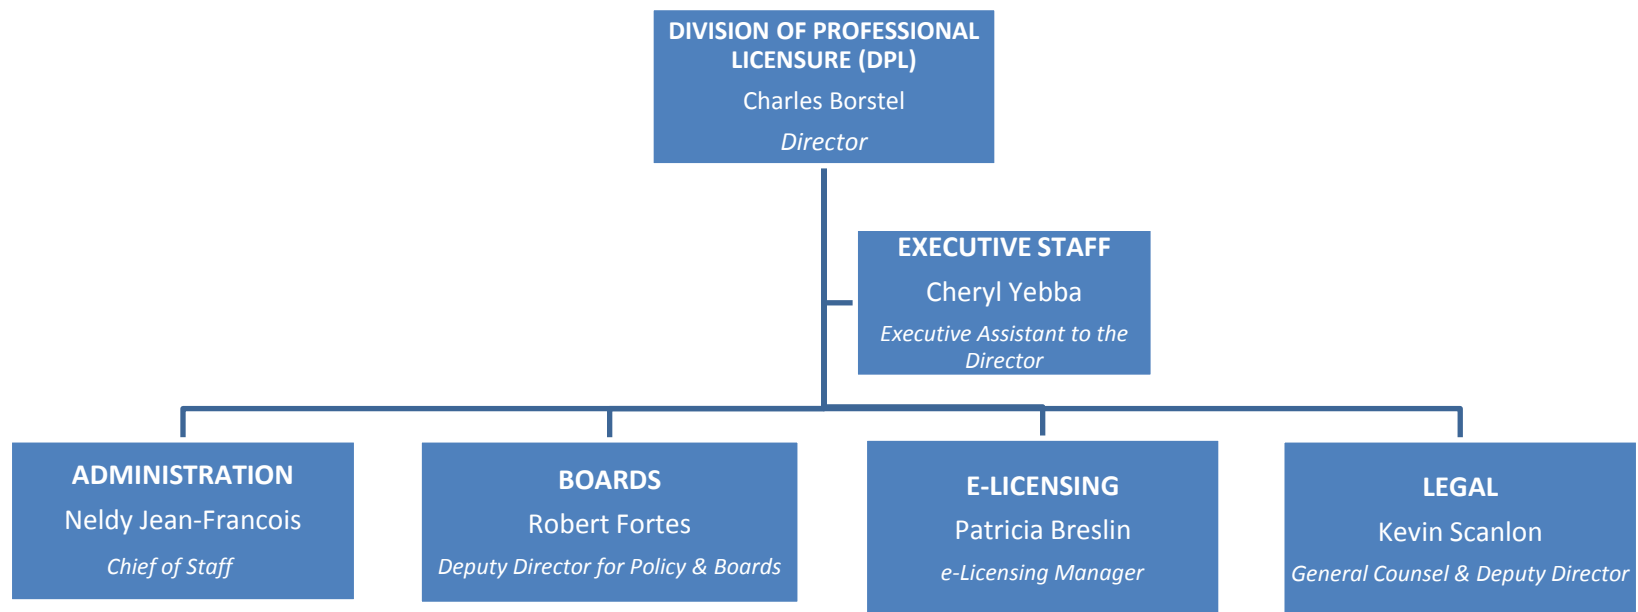 DIVISION OF PROFESSIONAL
LICENSURE (DPL)
Charles Borstel
Director
EXECUTIVE STAFF
Cheryl Yebba
Executive Assistant to the
Director
ADMINISTRATION
Neldy Jean-Francois
Chief of Staff
BOARDS
Robert Fortes
Deputy Director for Policy & Boards
E-LICENSING
Patricia Breslin
e-Licensing Manager
LEGAL
Kevin Scanlon
General Counsel & Deputy Director